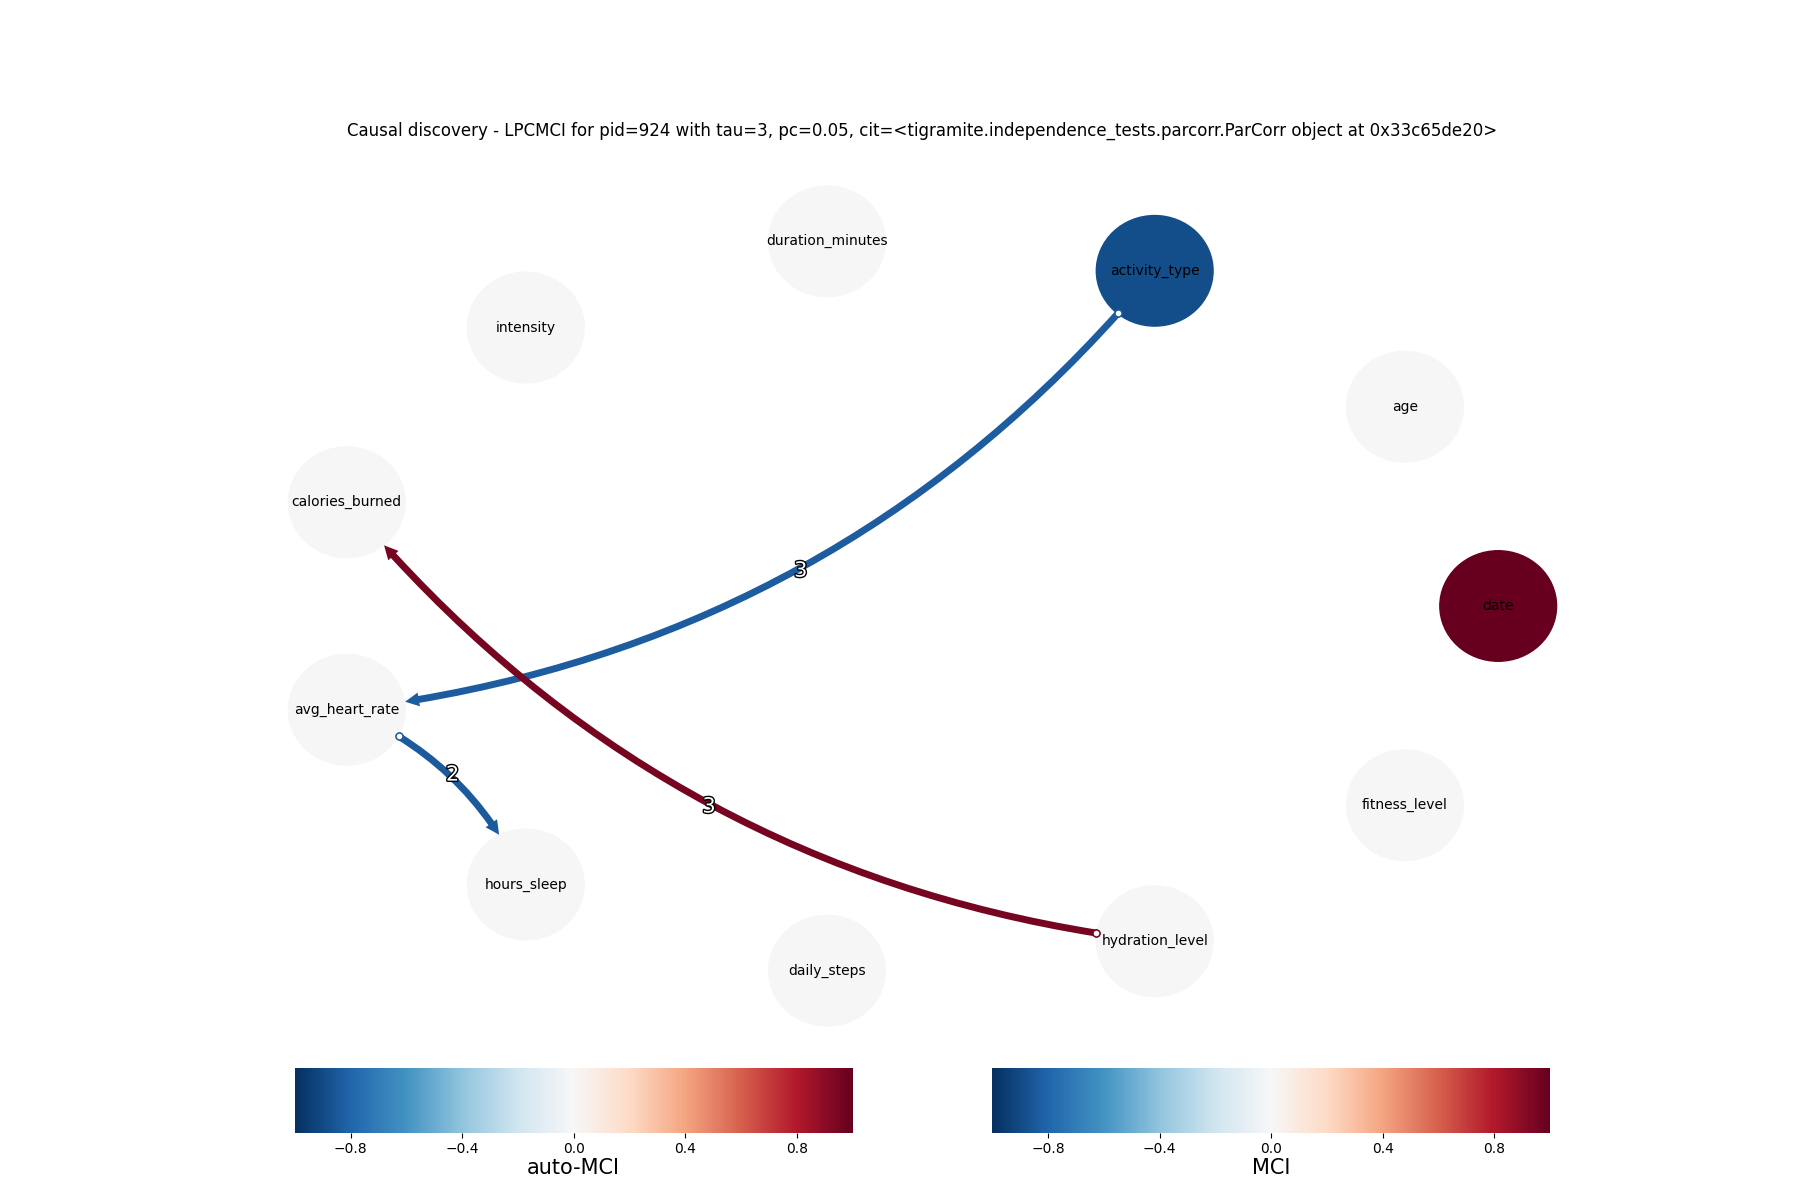 Causal discovery - LPCMCI for pid=924 with tau=3, pc=0.05, cit=<tigramite.independence_tests.parcorr.ParCorr object at 0x33c65de20>
duration_minutes
activity_type
intensity
age
calories_burned
3
date
avg_heart_rate
2
3
fitness_level
hours_sleep
hydration_level
daily_steps
−0.8 −0.4 0.0 0.4 0.8
auto-MCI
−0.8 −0.4 0.0 0.4 0.8
MCI